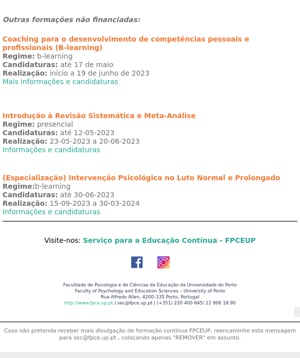 Outras formações não financiadas:
Coaching para o desenvolvimento de competências pessoais e
profissionais (B-learning)
Regime: b-learning
Candidaturas: até 17 de maio
Realização: início a 19 de junho de 2023
Mais informações e candidaturas
Introdução à Revisão Sistemática e Meta-Análise
Regime: presencial
Candidaturas: até 12-05-2023
Realização: 23-05-2023 a 20-06-2023
Informações e candidaturas
(Especialização) Intervenção Psicológica no Luto Normal e Prolongado
Regime:b-learning
Candidaturas: até 30-06-2023
Realização: 15-09-2023 a 30-03-2024
Informações e candidaturas
Visite-nos: Serviço para a Educação Contínua - FPCEUP
Faculdade de Psicologia e de Ciências da Educação da Universidade do Porto
Faculty of Psychology and Education Sciences – University of Porto
Rua Alfredo Allen, 4200-135 Porto, Portugal
http://www.fpce.up.pt | sec@fpce.up.pt | (+351) 220 400 645/ 22 606 18 90
Caso não pretenda receber mais divulgação de formação contínua FPCEUP, reencaminhe esta mensagem
para sec@fpce.up.pt , colocando apenas "REMOVER" em assunto.